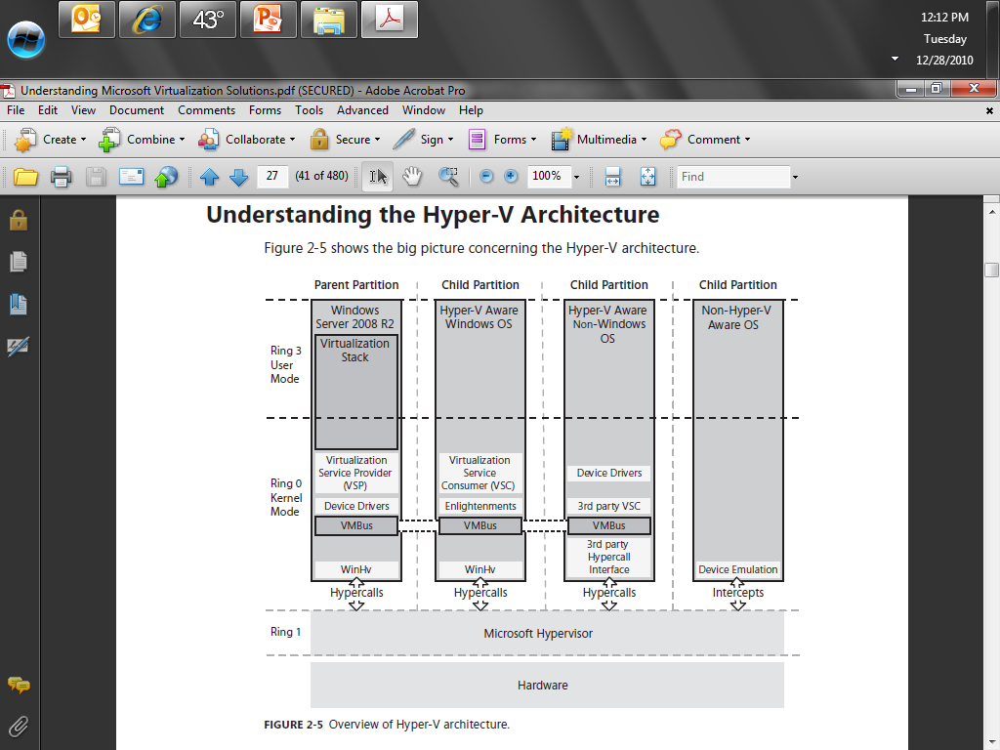 43°
12:12 PM
Tuesday
12/28/2010
Understanding Microsoft Virtualization Solutions.pdf (SECURED) - Adobe Acrobat Pro
File Edit View Document Comments Forms Tools Advanced Window Help
Create Combine Collaborate Secure Sign Forms Multimedia Comment
27 (41 of 480) 100% Find
Understanding the Hyper-V Architecture
Figure 2-5 shows the big picture concerning the Hyper-V architecture.
Parent Partition Child Partition Child Partition Child Partition
Ring 3
User
Mode
Ring 0
Kernel
Mode
Windows
Server 2008 R2
Virtualization
Stack
Virtualization
Service Provider
(VSP)
Device Drivers
VMBus
WinHv
Hypercalls
Hyper-V Aware
Windows OS
Virtualization
Service
Consumer (VSC)
Enlightenments
VMBus
WinHv
Hypercalls
Hyper-V Aware
Non-Windows
OS
Device Drivers
3rd party VSC
VMBus
3rd party
Hypercall
Interface
Hypercalls
Non-Hyper-V
Aware OS
Device Emulation
Intercepts
Ring 1
Microsoft Hypervisor
Hardware
FIGURE 2-5 Overview of Hyper-V architecture.